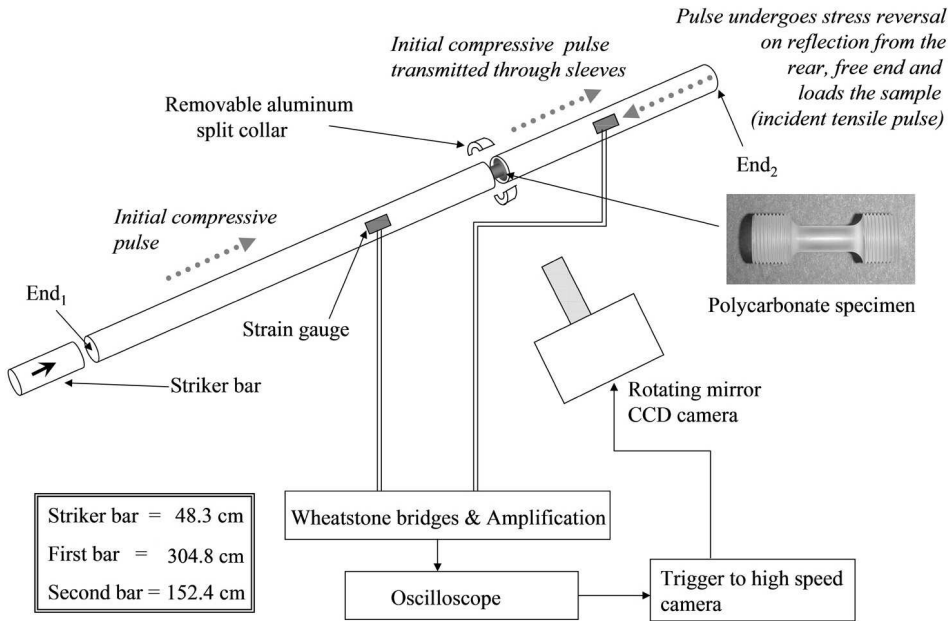 Pulse undergoes stress reversal
on reflection from the
rear, free end and
loads the sample
(incident tensile pulse)
Initial compressive pulse
transmitted through sleeves
Removable aluminum
split collar
End2
Initial compressive
pulse
End1
Strain gauge
Polycarbonate specimen
Striker bar
Rotating mirror
CCD camera
Striker bar = 48.3 cm
First bar = 304.8 cm
Second bar = 152.4 cm
Wheatstone bridges & Amplification
Oscilloscope
Trigger to high speed
camera